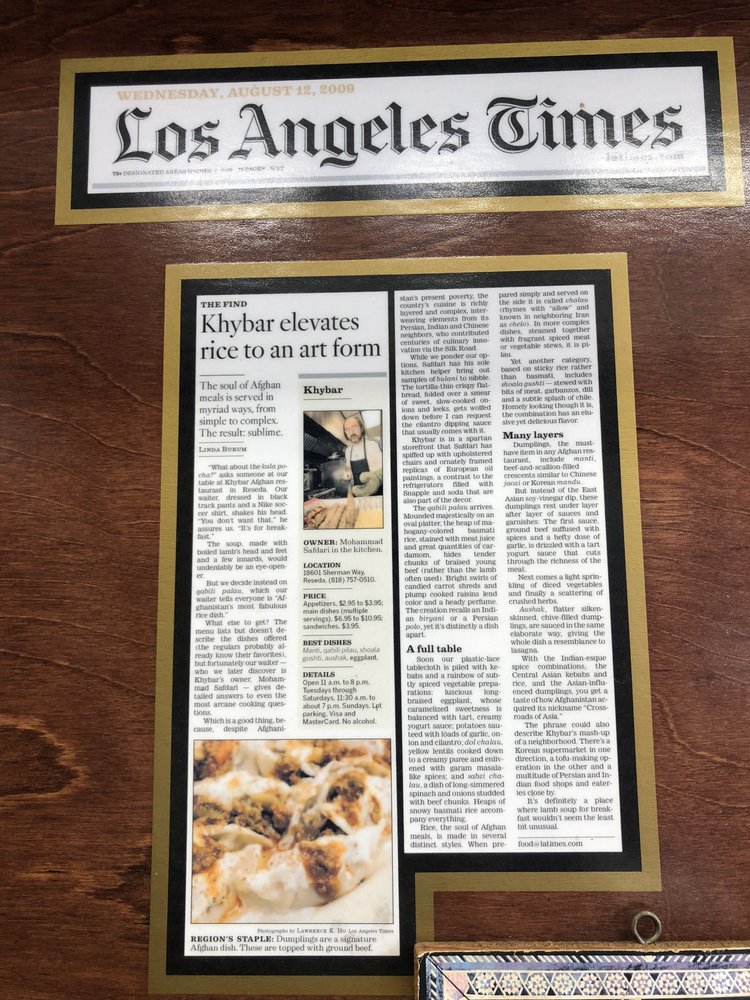 WEDNESDAY, AUGUST 12, 2009
Los Angeles Times
latimes.com
75¢ DESIGNATED AREAS HIGHER
THE FIND
Khybar elevates
rice to an art form
The soul of Afghan
meals is served in
myriad ways, from
simple to complex.
The result: sublime.
LINDA BURUM
"What about the kala po-
cha?" asks someone at our
table at Khybar Afghan res-
taurant in Reseda. Our
waiter, dressed in black
track pants and a Nike soc-
cer shirt, shakes his head.
"You don't want that," he
assures us. "It's for break-
fast."
The soup, made with
boiled lamb's head and feet
and a few innards, would
undeniably be an eye-open-
er.
But we decide instead on
qabili palau, which our
waiter tells everyone is "Af-
ghanistan's most fabulous
rice dish."
What else to get? The
menu lists but doesn't de-
scribe the dishes offered
(the regulars probably al-
ready know their favorites),
but fortunately our waiter —
who we later discover is
Khybar's owner, Moham-
mad Safdari — gives de-
tailed answers to even the
most arcane cooking ques-
tions.
Which is a good thing, be-
cause, despite Afghani-
Khybar
OWNER: Mohammad
Safdari in the kitchen.
LOCATION
18601 Sherman Way,
Reseda, (818) 757-0510.
PRICE
Appetizers, $2.95 to $3.95;
main dishes (multiple
servings), $6.95 to $10.95;
sandwiches, $3.95.
BEST DISHES
Manti, qabili pilau, shoala
gushti, aushak, eggplant.
DETAILS
Open 11 a.m. to 8 p.m.
Tuesdays through
Saturdays, 11:30 a.m. to
about 7 p.m. Sundays. Lot
parking. Visa and
MasterCard. No alcohol.
Photographs by LAWRENCE K. HO Los Angeles Times
REGION'S STAPLE: Dumplings are a signature
Afghan dish. These are topped with ground beef.
stan's present poverty, the
country's cuisine is richly
layered and complex, inter-
weaving elements from its
Persian, Indian and Chinese
neighbors, who contributed
centuries of culinary innov-
ation via the Silk Road.
While we ponder our op-
tions, Safdari has his sole
kitchen helper bring out
samples of bulani to nibble.
The tortilla-thin crispy flat-
bread, folded over a smear
of sweet, slow-cooked on-
ions and leeks, gets wolfed
down before I can request
the cilantro dipping sauce
that usually comes with it.
Khybar is in a spartan
storefront that Safdari has
spiffed up with upholstered
chairs and ornately framed
replicas of European oil
paintings, a contrast to the
refrigerators filled with
Snapple and soda that are
also part of the decor.
The qabili palau arrives.
Mounded majestically on an
oval platter, the heap of ma-
hogany-colored basmati
rice, stained with meat juice
and great quantities of car-
damom, hides tender
chunks of braised young
beef (rather than the lamb
often used). Bright swirls of
candied carrot shreds and
plump cooked raisins lend
color and a heady perfume.
The creation recalls an Indi-
an biryani or a Persian
polo, yet it's distinctly a dish
apart.
A full table
Soon our plastic-lace
tablecloth is piled with ke-
babs and a rainbow of sub-
tly spiced vegetable prepa-
rations: luscious long-
braised eggplant, whose
caramelized sweetness is
balanced with tart, creamy
yogurt sauce; potatoes sau-
teed with loads of garlic, on-
ion and cilantro; dol chalau,
yellow lentils cooked down
to a creamy puree and enliv-
ened with garam masala-
like spices; and sabzi cha-
lau, a dish of long-simmered
spinach and onions studded
with beef chunks. Heaps of
snowy basmati rice accom-
pany everything.
Rice, the soul of Afghan
meals, is made in several
distinct styles. When pre-
pared simply and served on
the side it is called chalau
(rhymes with "allow" and
known in neighboring Iran
as chelo). In more complex
dishes, steamed together
with fragrant spiced meat
or vegetable stews, it is pi-
lau.
Yet another category,
based on sticky rice rather
than basmati, includes
shoala gushti — stewed with
bits of meat, garbanzos, dill
and a subtle splash of chile.
Homely looking though it is,
the combination has an elu-
sive yet delicious flavor.
Many layers
Dumplings, the must-
have item in any Afghan res-
taurant, include manti,
beef-and-scallion-filled
crescents similar to Chinese
jaozi or Korean mandu.
But instead of the East
Asian soy-vinegar dip, these
dumplings rest under layer
after layer of sauces and
garnishes: The first sauce,
ground beef suffused with
spices and a hefty dose of
garlic, is drizzled with a tart
yogurt sauce that cuts
through the richness of the
meat.
Next comes a light sprin-
kling of diced vegetables
and finally a scattering of
crushed herbs.
Aushak, flatter silken-
skinned, chive-filled dump-
lings, are sauced in the same
elaborate way, giving the
whole dish a resemblance to
lasagna.
With the Indian-esque
spice combinations, the
Central Asian kebabs and
rice, and the Asian-influ-
enced dumplings, you get a
taste of how Afghanistan ac-
quired its nickname "Cross-
roads of Asia."
The phrase could also
describe Khybar's mash-up
of a neighborhood. There's a
Korean supermarket in one
direction, a tofu-making op-
eration in the other and a
multitude of Persian and In-
dian food shops and eater-
ies close by.
It's definitely a place
where lamb soup for break-
fast wouldn't seem the least
bit unusual.
food@latimes.com